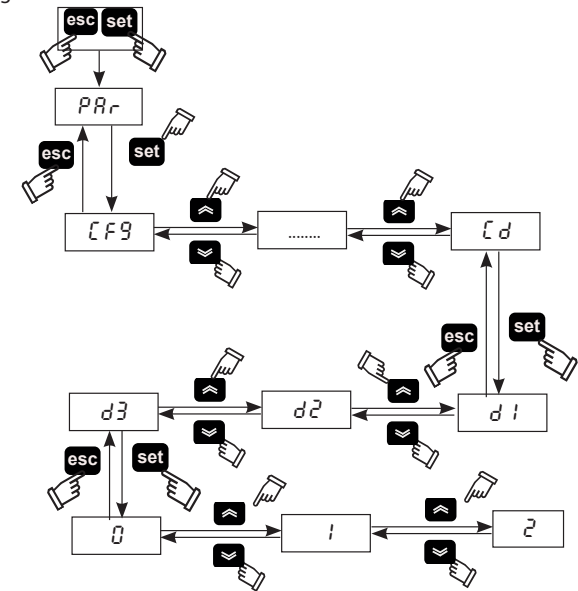 esc set
PAr
esc
set
CF9
........
Cd
esc
set
d3
d2
d1
esc
set
0
1
2